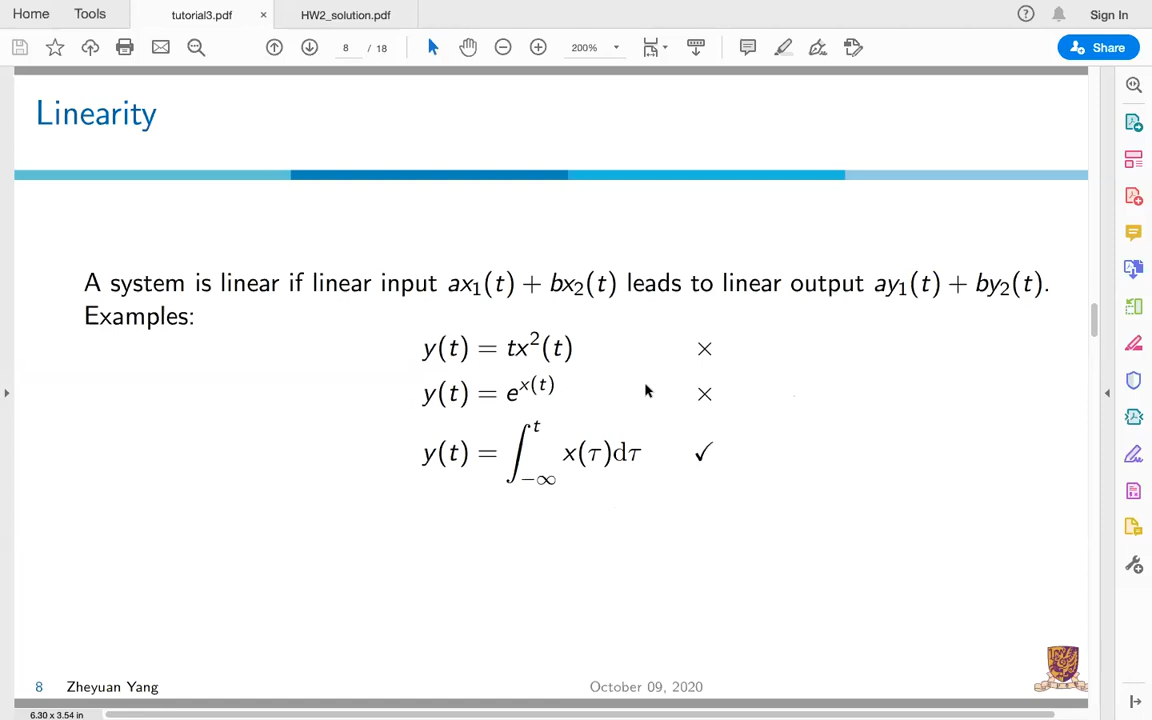 Home Tools tutorial3.pdf × HW2_solution.pdf Sign In
8 / 18 200% Share
Linearity
A system is linear if linear input ax₁(t) + bx₂(t) leads to linear output ay₁(t) + by₂(t).
Examples:
y(t) = tx²(t) ×
y(t) = e^{x(t)} ×
y(t) = ∫_{−∞}^{t} x(τ)dτ ✓
8 Zheyuan Yang October 09, 2020
6.30 x 3.54 in